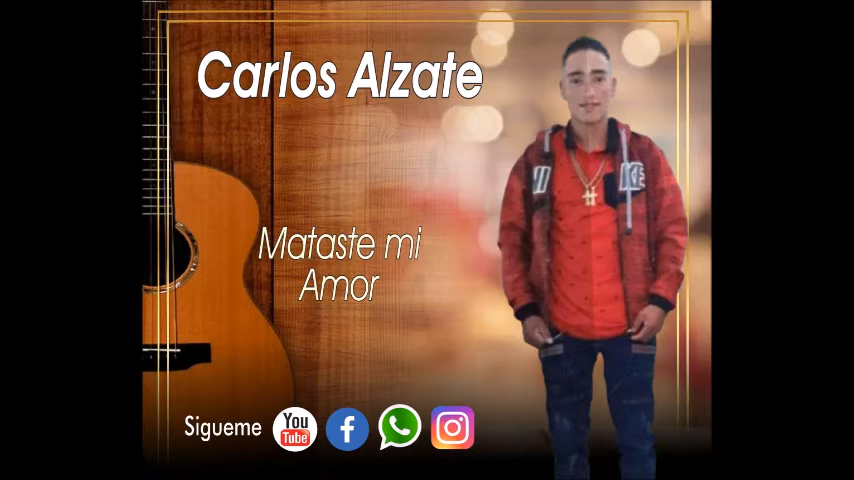 Carlos Alzate
Mataste mi
Amor
Sigueme
You
Tube